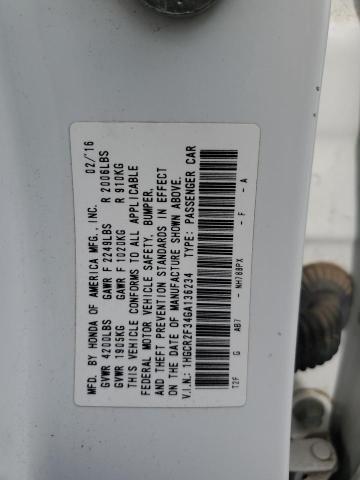 MFD. BY HONDA OF AMERICA MFG., INC. 02/'16
GVWR 4200LBS GAWR F 2249LBS R 2006LBS
GVWR 1905KG GAWR F 1020KG R 910KG
THIS VEHICLE CONFORMS TO ALL APPLICABLE
FEDERAL MOTOR VEHICLE SAFETY, BUMPER,
AND THEFT PREVENTION STANDARDS IN EFFECT
ON THE DATE OF MANUFACTURE SHOWN ABOVE.
V.I.N.: 1HGCR2F34GA136234 TYPE: PASSENGER CAR
T2F G AB7 - NH788PX - F - A